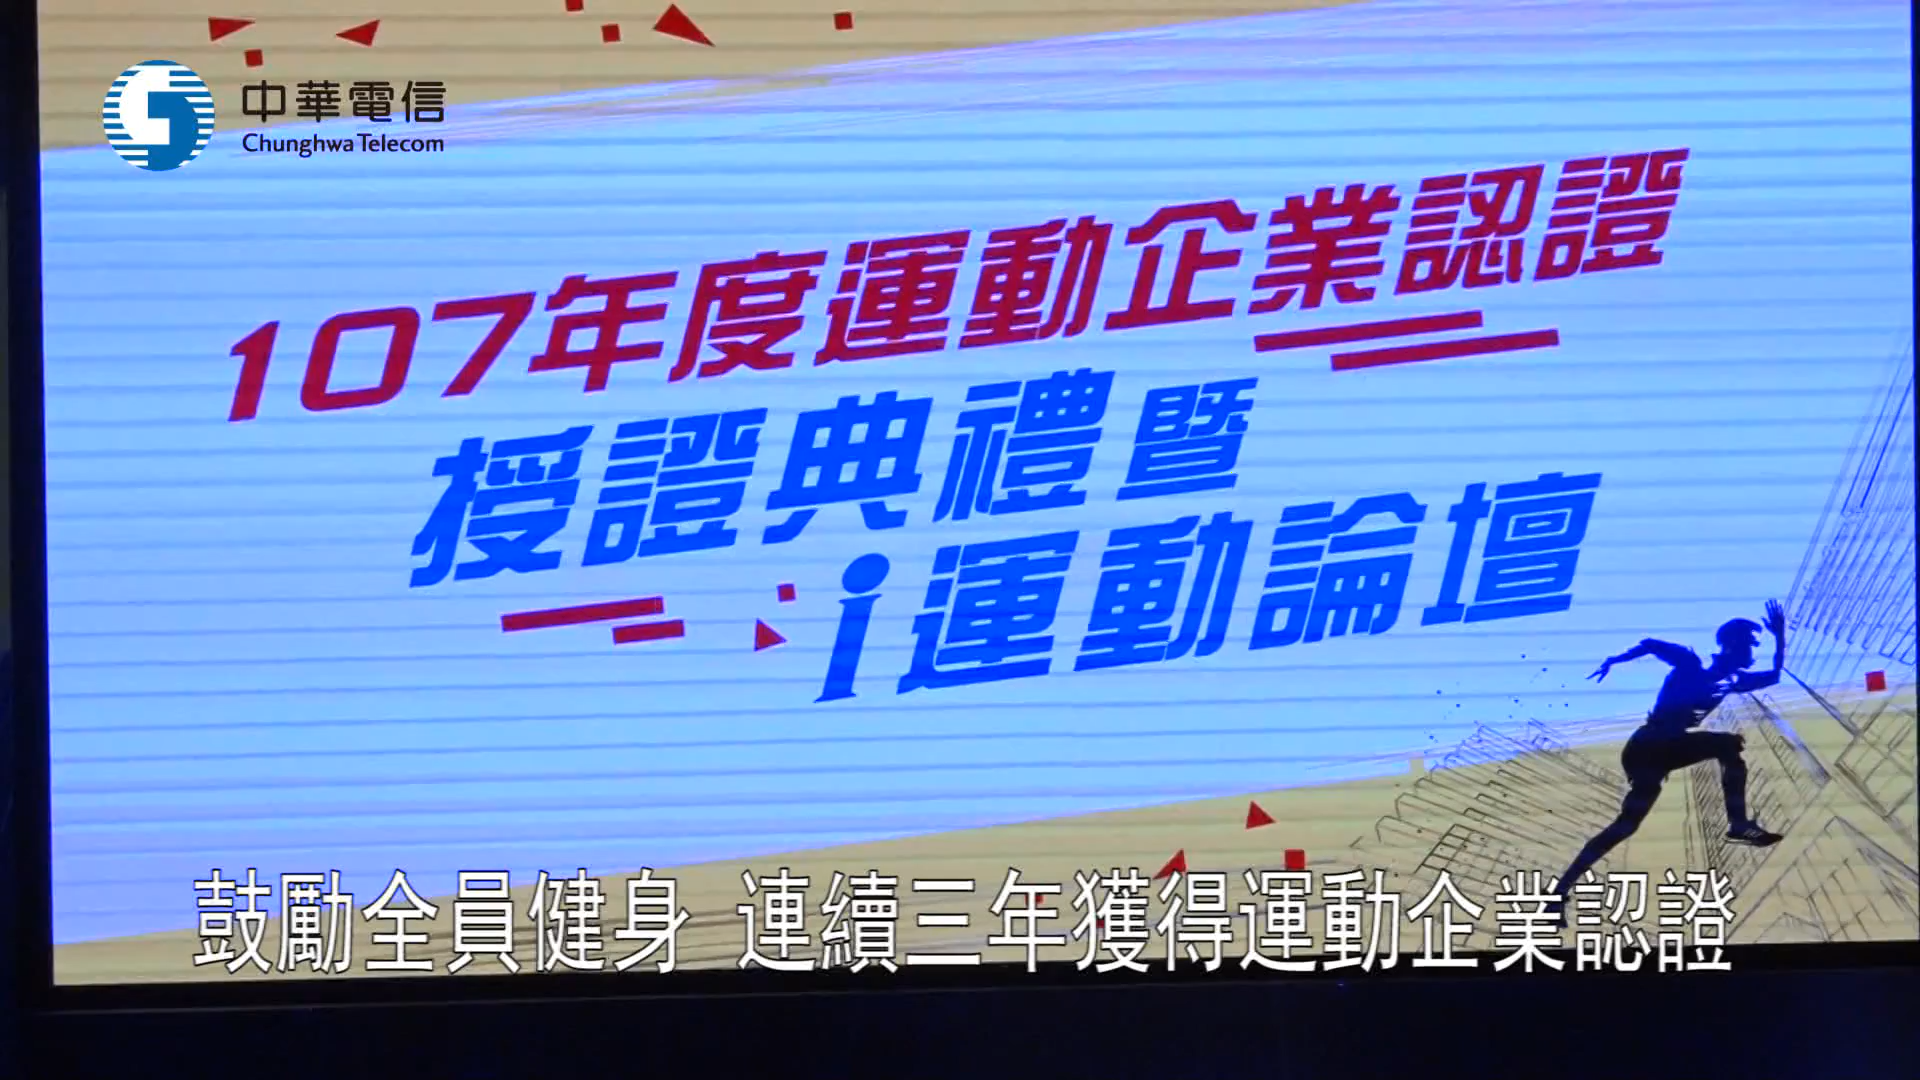 中華電信
Chunghwa Telecom
107年度運動企業認證
授證典禮暨
i運動論壇
鼓勵全員健身 連續三年獲得運動企業認證